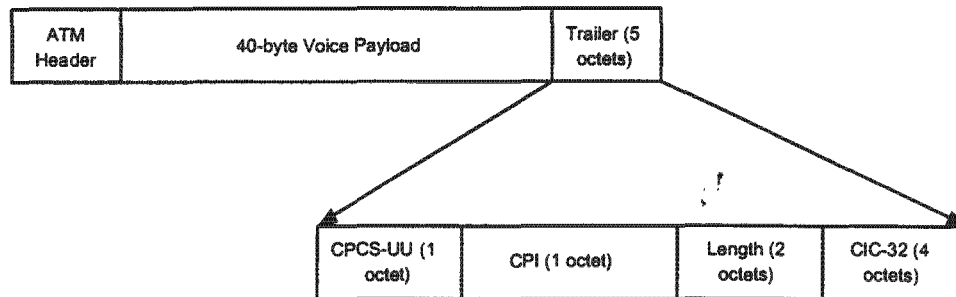 ATM
Header
40-byte Voice Payload
Trailer (5
octets)
CPCS-UU (1
octet)
CPI (1 octet)
Length (2
octets)
CIC-32 (4
octets)